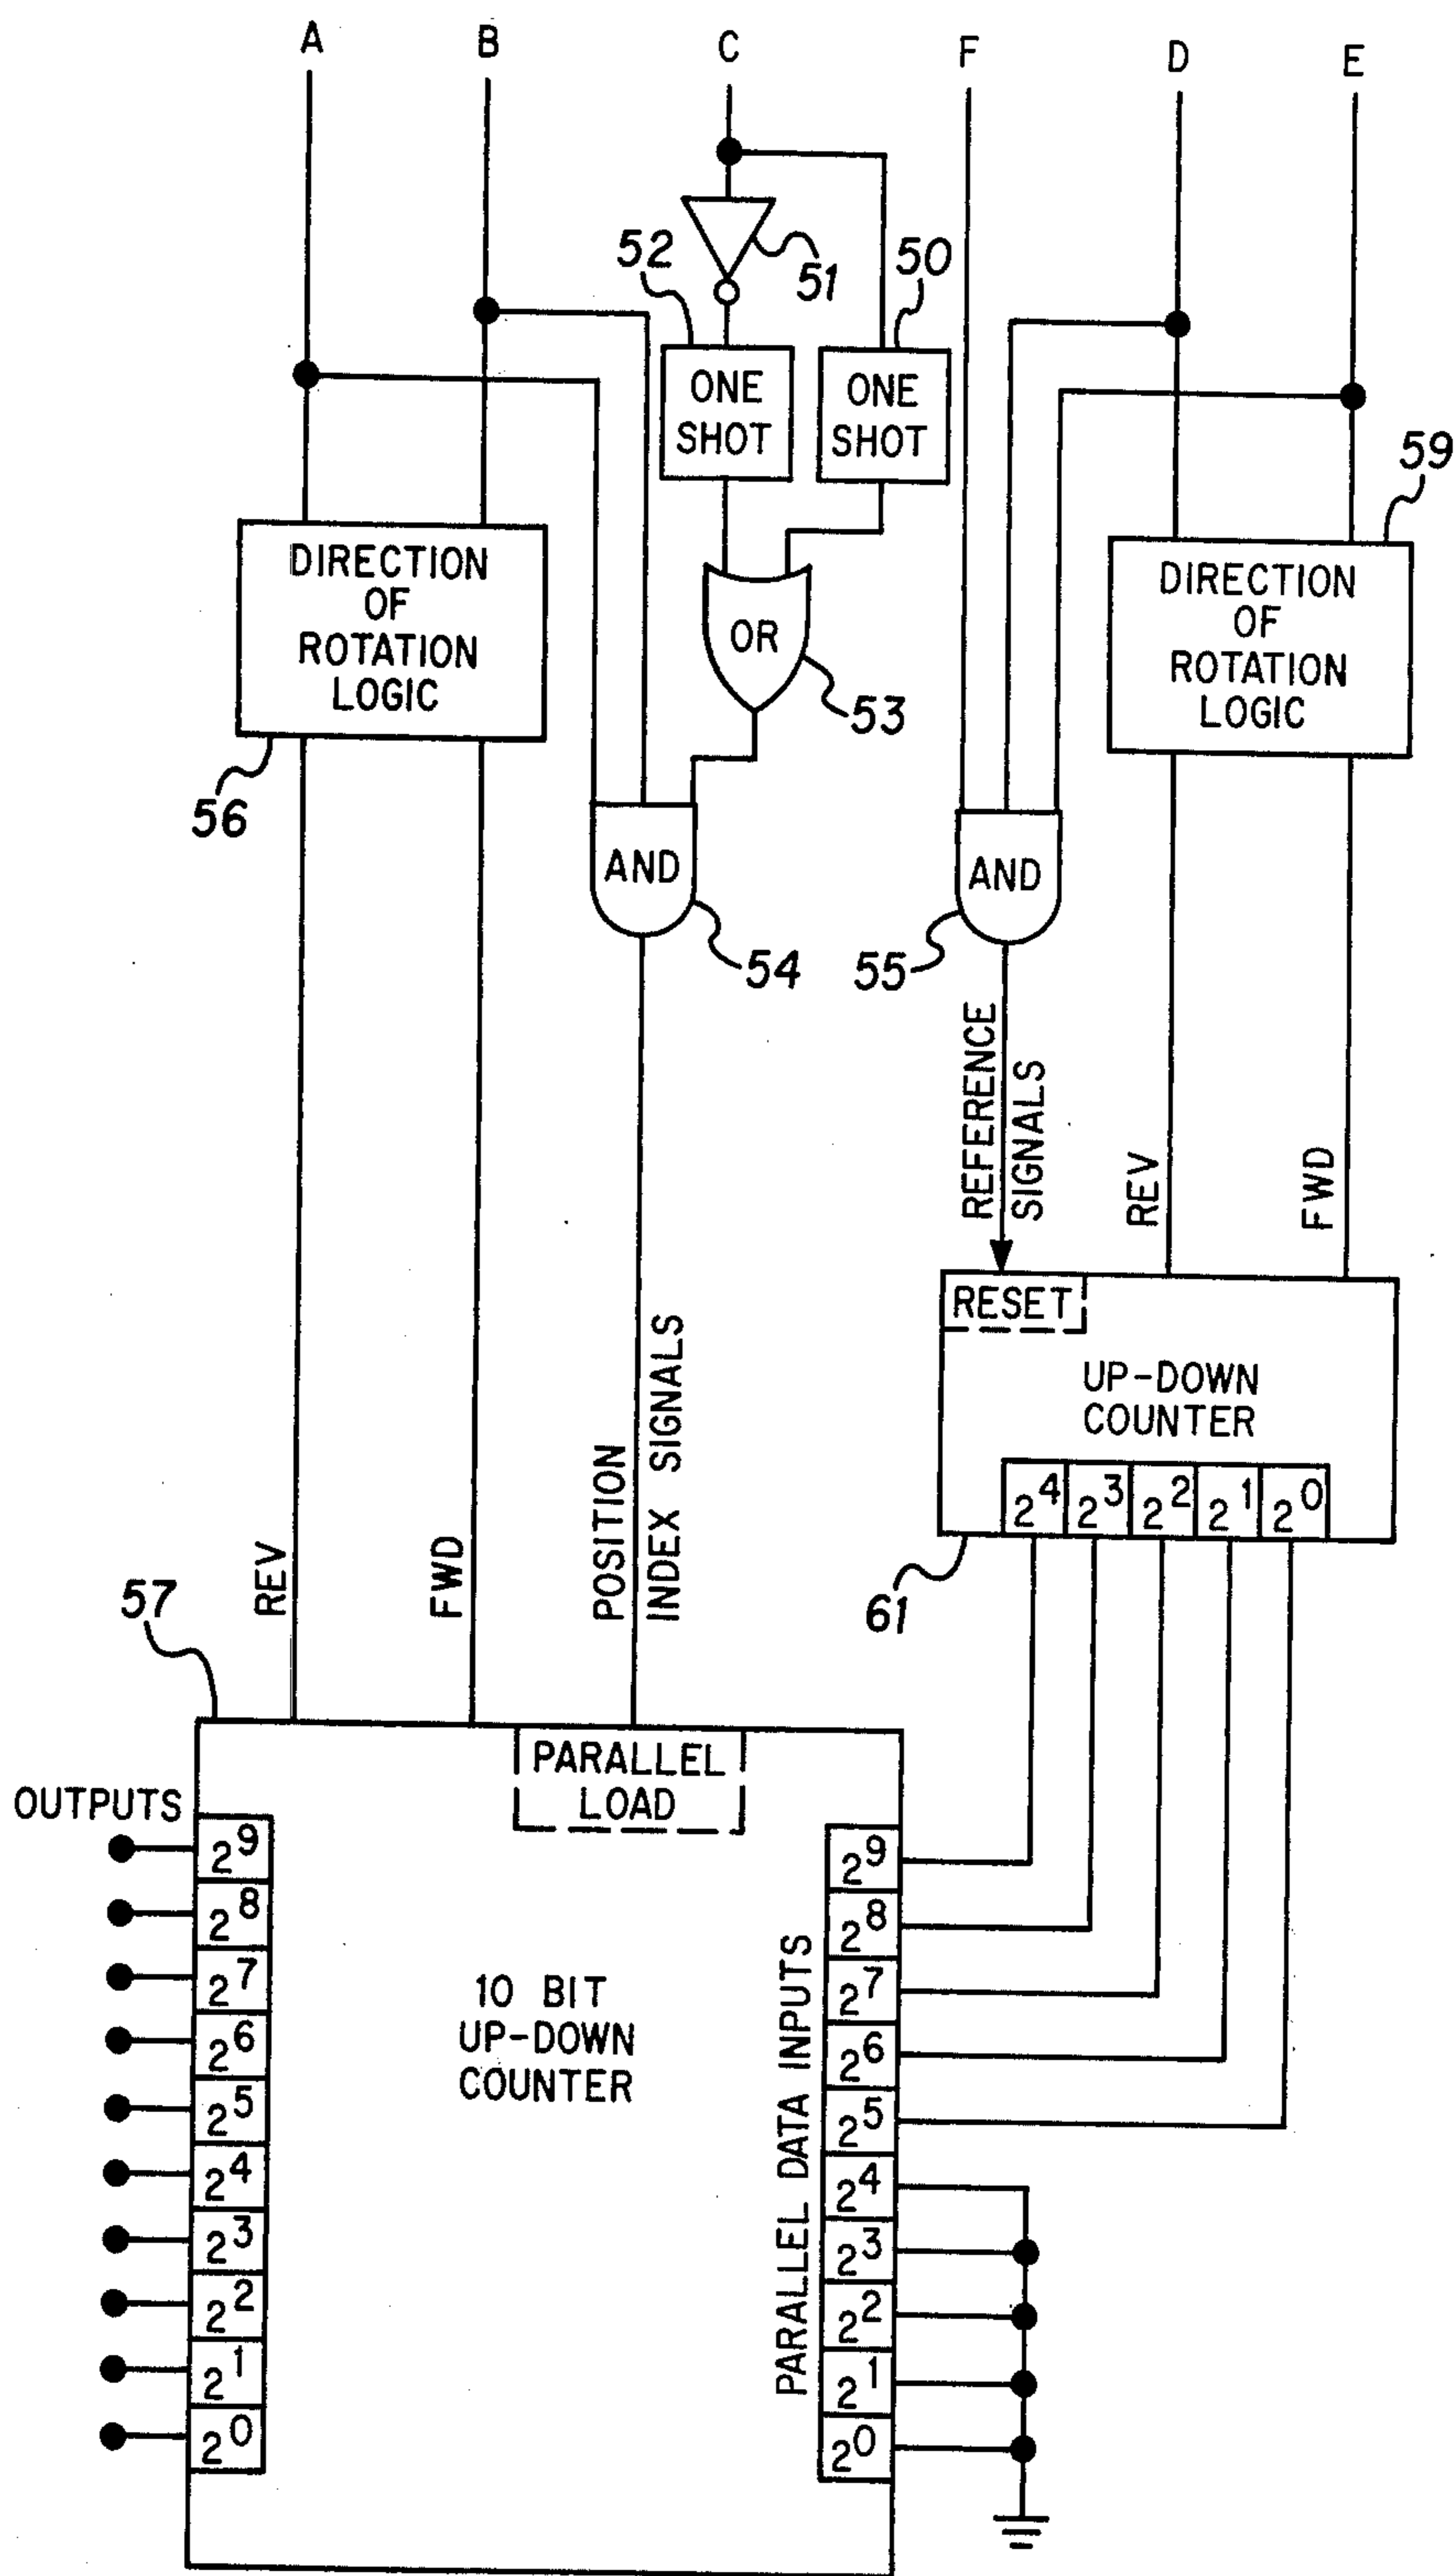 A B C F D E
52
51
50
ONE
SHOT
ONE
SHOT
59
DIRECTION
OF
ROTATION
LOGIC
OR
DIRECTION
OF
ROTATION
LOGIC
53
56
AND
AND
54
55
REFERENCE
SIGNALS
REV
FWD
RESET
UP-DOWN
COUNTER
2^4 2^3 2^2 2^1 2^0
61
REV
FWD
POSITION
INDEX SIGNALS
57
PARALLEL
LOAD
OUTPUTS
2^9
2^8
2^7
2^6
2^5
2^4
2^3
2^2
2^1
2^0
10 BIT
UP-DOWN
COUNTER
PARALLEL DATA INPUTS
2^9
2^8
2^7
2^6
2^5
2^4
2^3
2^2
2^1
2^0